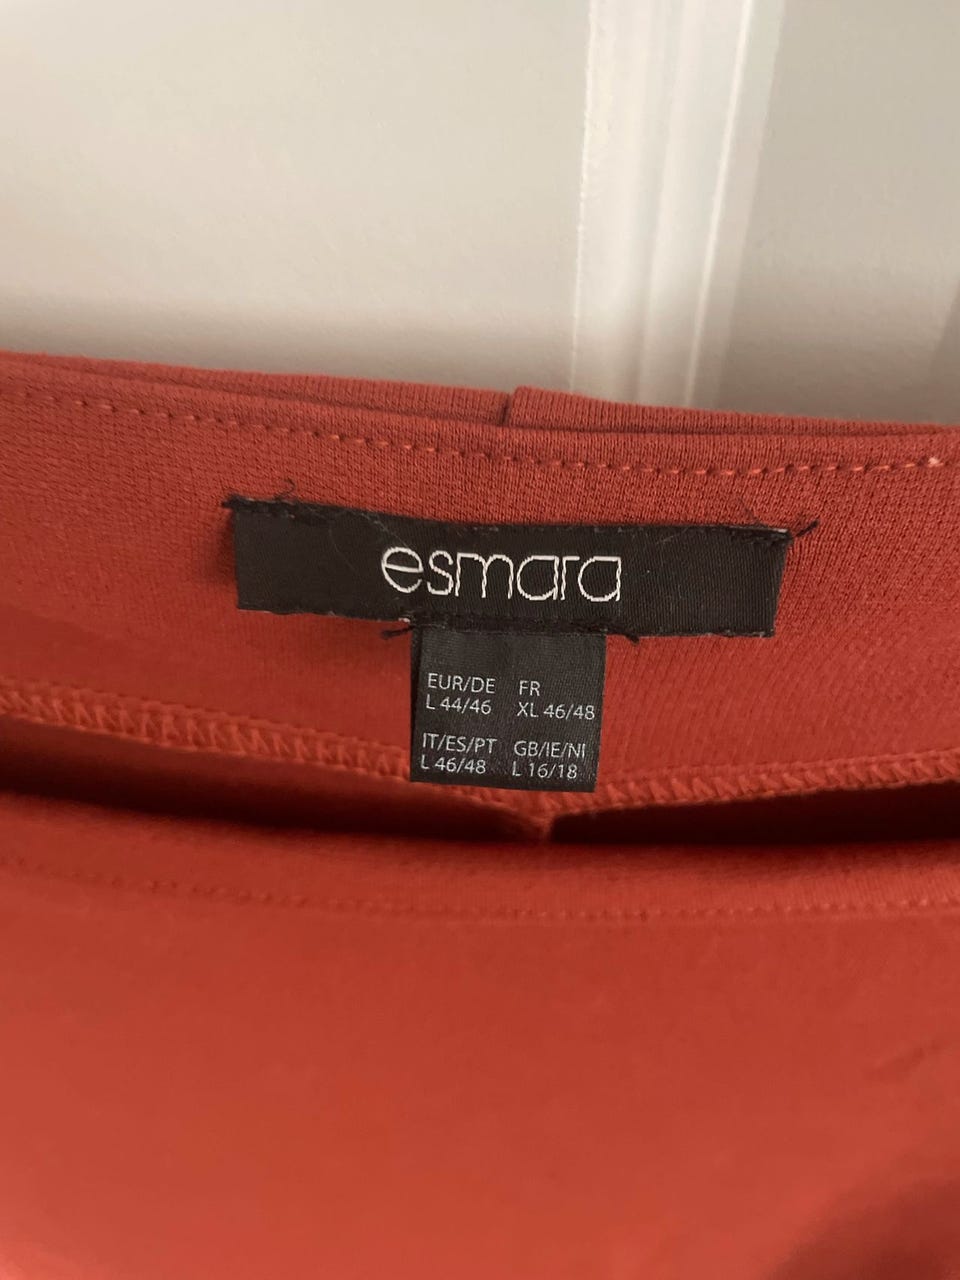 esmara
EUR/DE FR
L 44/46 XL 46/48
IT/ES/PT GB/IE/NI
L 46/48 L 16/18